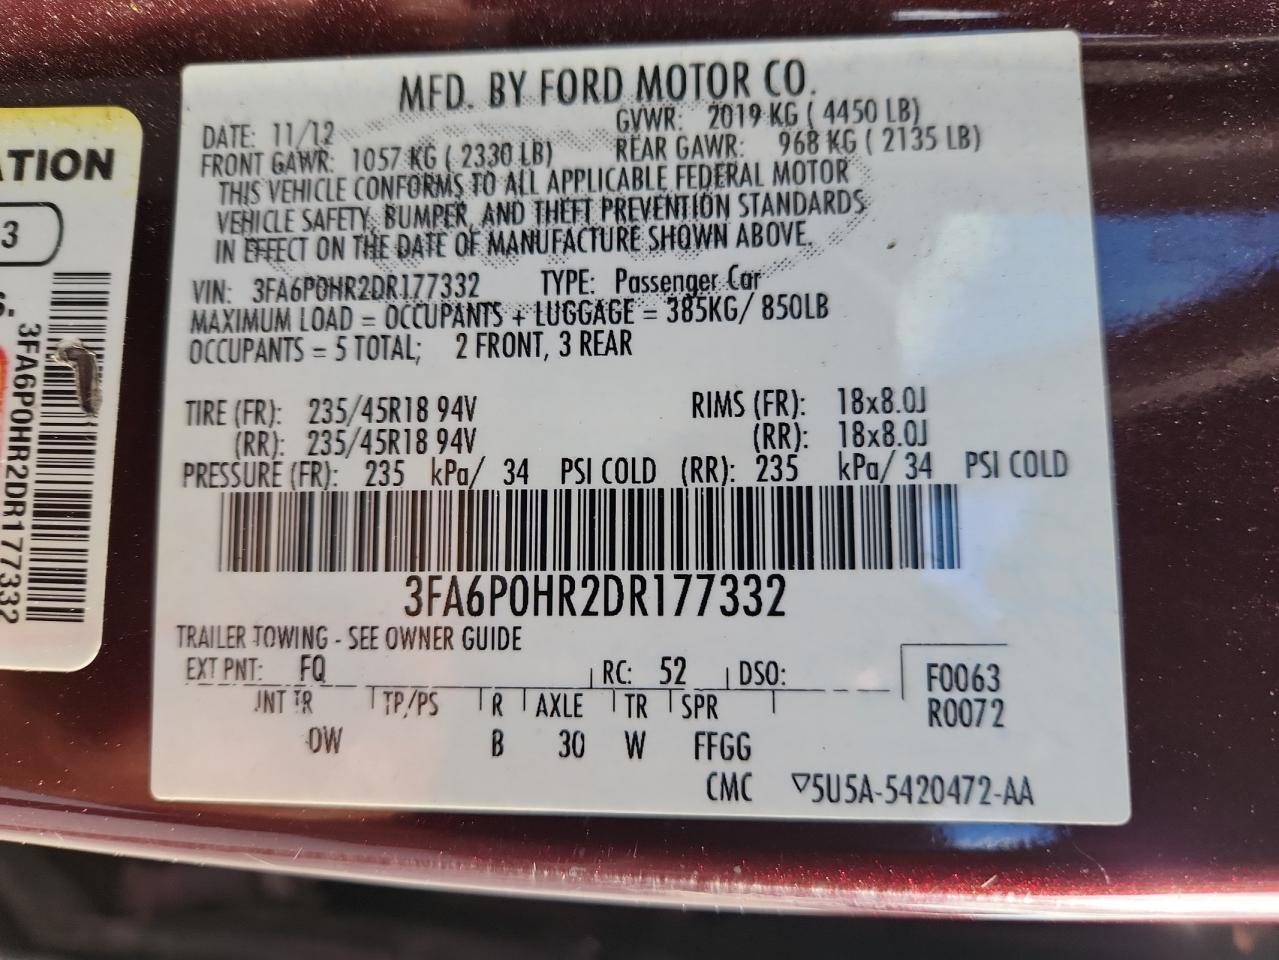 MFD. BY FORD MOTOR CO.
DATE: 11/12 GVWR: 2019 KG ( 4450 LB)
FRONT GAWR: 1057 KG ( 2330 LB) REAR GAWR: 968 KG ( 2135 LB)
THIS VEHICLE CONFORMS TO ALL APPLICABLE FEDERAL MOTOR
VEHICLE SAFETY, BUMPER, AND THEFT PREVENTION STANDARDS
IN EFFECT ON THE DATE OF MANUFACTURE SHOWN ABOVE.
VIN: 3FA6P0HR2DR177332 TYPE: Passenger Car
MAXIMUM LOAD = OCCUPANTS + LUGGAGE = 385KG/ 850LB
OCCUPANTS = 5 TOTAL; 2 FRONT, 3 REAR
TIRE (FR): 235/45R18 94V RIMS (FR): 18x8.0J
(RR): 235/45R18 94V (RR): 18x8.0J
PRESSURE (FR): 235 kPa/ 34 PSI COLD (RR): 235 kPa/ 34 PSI COLD
3FA6P0HR2DR177332
TRAILER TOWING - SEE OWNER GUIDE
EXT PNT: FQ RC: 52 DSO:
INT TR TP/PS R AXLE TR SPR
OW B 30 W FFGG
F0063
R0072
CMC ▽5U5A-5420472-AA
ATION
3
S.
3FA6P0HR2DR177332